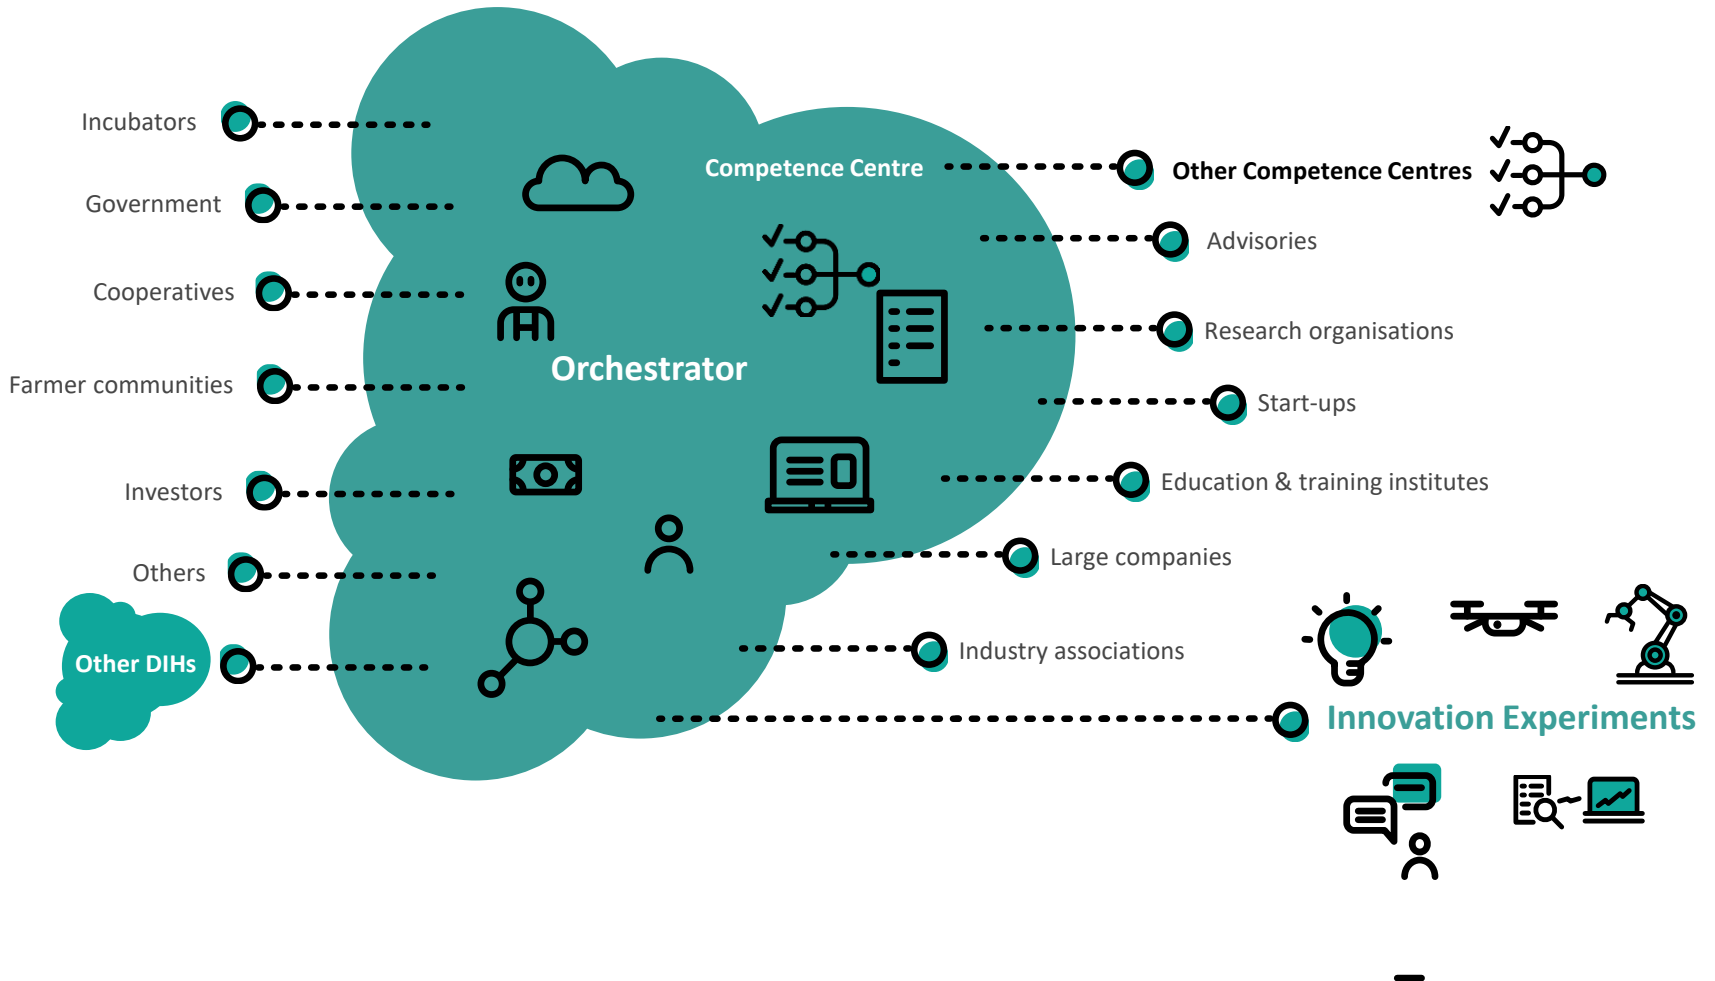 Incubators
Government
Cooperatives
Farmer communities
Investors
Others
Other DIHs
Competence Centre
Orchestrator
Other Competence Centres
Advisories
Research organisations
Start-ups
Education & training institutes
Large companies
Industry associations
Innovation Experiments